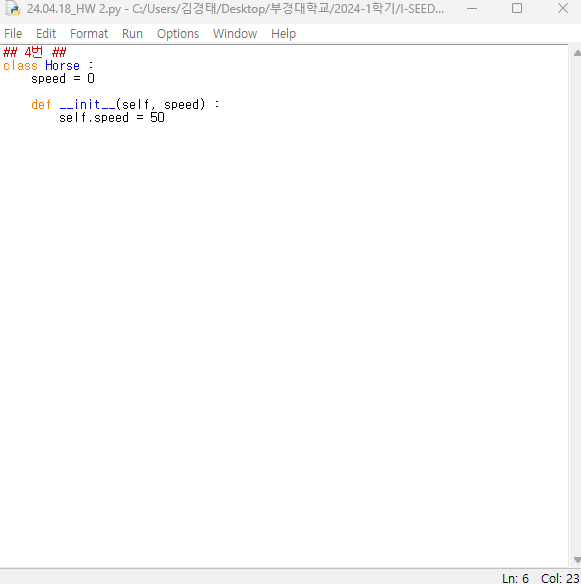 24.04.18_HW 2.py - C:/Users/김경태/Desktop/부경대학교/2024-1학기/I-SEED...
File Edit Format Run Options Window Help
## 4번 ##
class Horse :
    speed = 0

    def __init__(self, speed) :
        self.speed = 50
Ln: 6 Col: 23